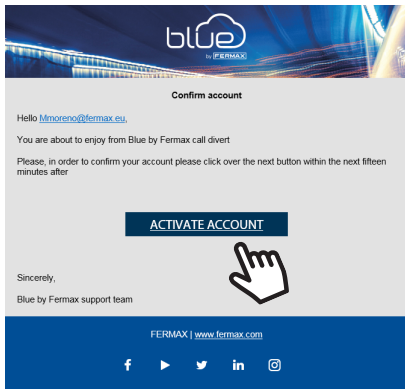 blue
by FERMAX
Confirm account
Hello Mmoreno@fermax.eu,
You are about to enjoy from Blue by Fermax call divert
Please, in order to confirm your account please click over the next button within the next fifteen
minutes after
ACTIVATE ACCOUNT
Sincerely,
Blue by Fermax support team
FERMAX | www.fermax.com